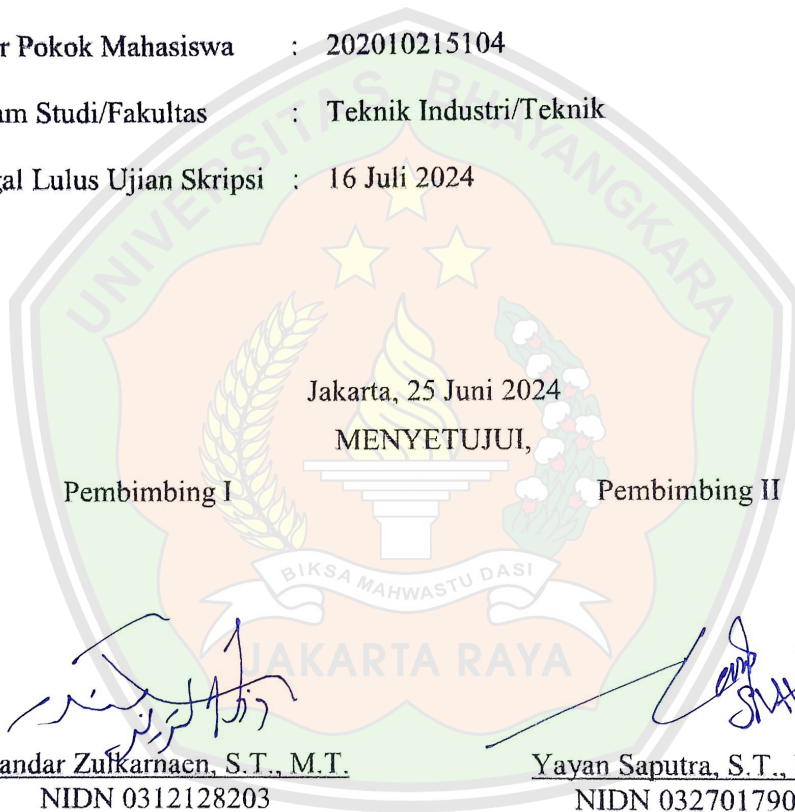 r Pokok Mahasiswa : 202010215104
am Studi/Fakultas : Teknik Industri/Teknik
gal Lulus Ujian Skripsi : 16 Juli 2024
UNIVERSITAS BHAYANGKARA
Jakarta, 25 Juni 2024
MENYETUJUI,
Pembimbing I Pembimbing II
BIKSA MAHWASTU DASI
JAKARTA RAYA
andar Zulkarnaen, S.T., M.T. Yayan Saputra, S.T.,
NIDN 0312128203 NIDN 032701790